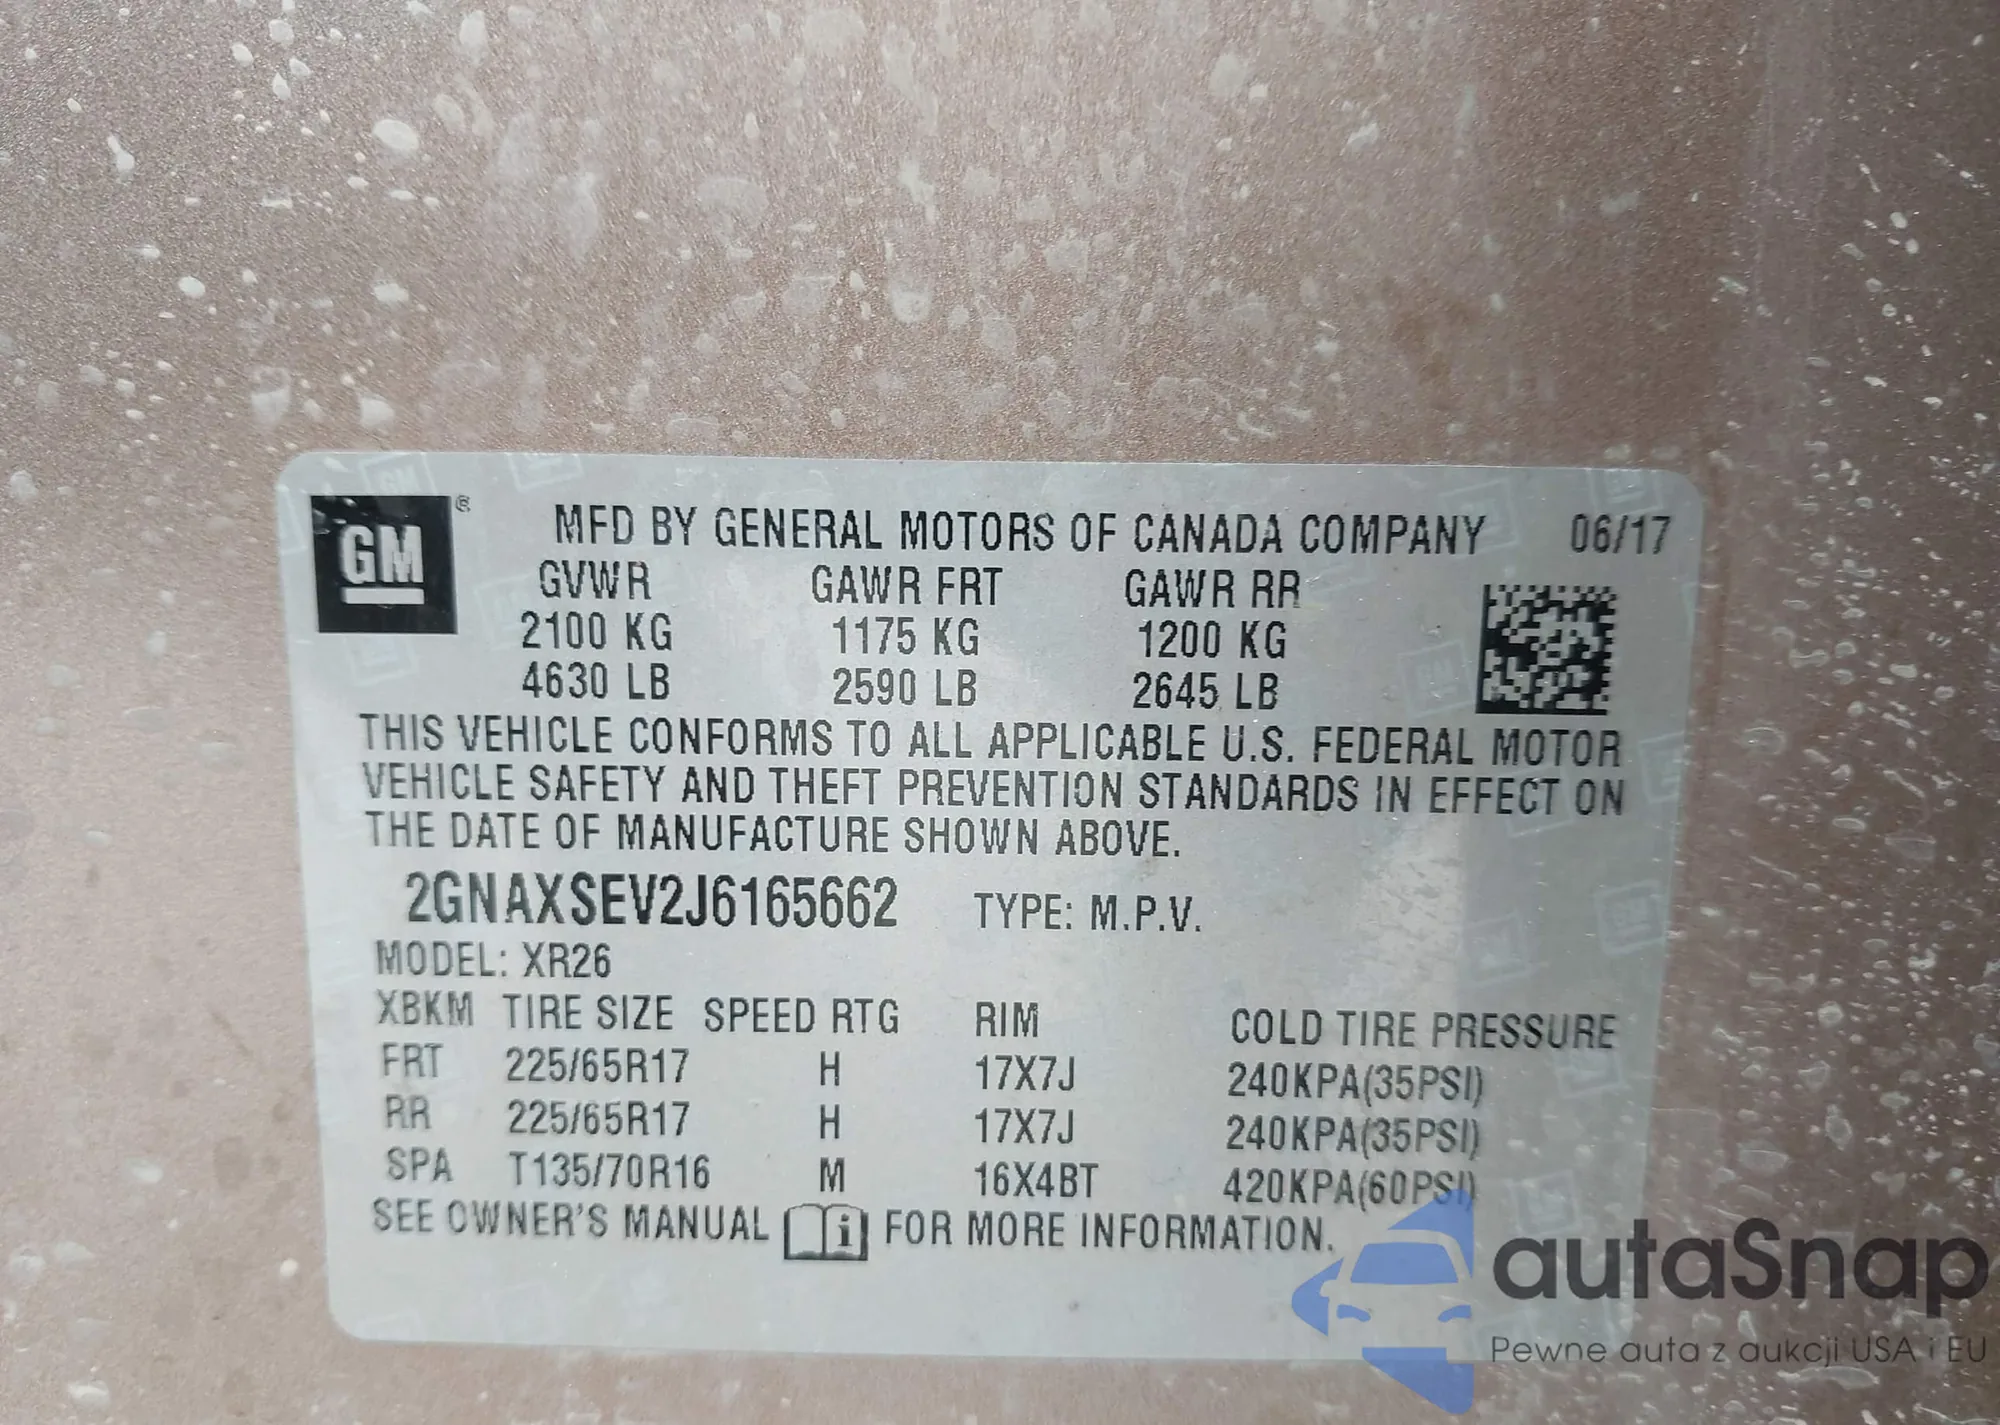 GM ®
MFD BY GENERAL MOTORS OF CANADA COMPANY 06/17
GVWR GAWR FRT GAWR RR
2100 KG 1175 KG 1200 KG
4630 LB 2590 LB 2645 LB
THIS VEHICLE CONFORMS TO ALL APPLICABLE U.S. FEDERAL MOTOR
VEHICLE SAFETY AND THEFT PREVENTION STANDARDS IN EFFECT ON
THE DATE OF MANUFACTURE SHOWN ABOVE.
2GNAXSEV2J6165662 TYPE: M.P.V.
MODEL: XR26
XBKM TIRE SIZE SPEED RTG RIM COLD TIRE PRESSURE
FRT 225/65R17 H 17X7J 240KPA(35PSI)
RR 225/65R17 H 17X7J 240KPA(35PSI)
SPA T135/70R16 M 16X4BT 420KPA(60PSI)
SEE OWNER'S MANUAL i FOR MORE INFORMATION.
autaSnap
Pewne auta z aukcji USA i EU